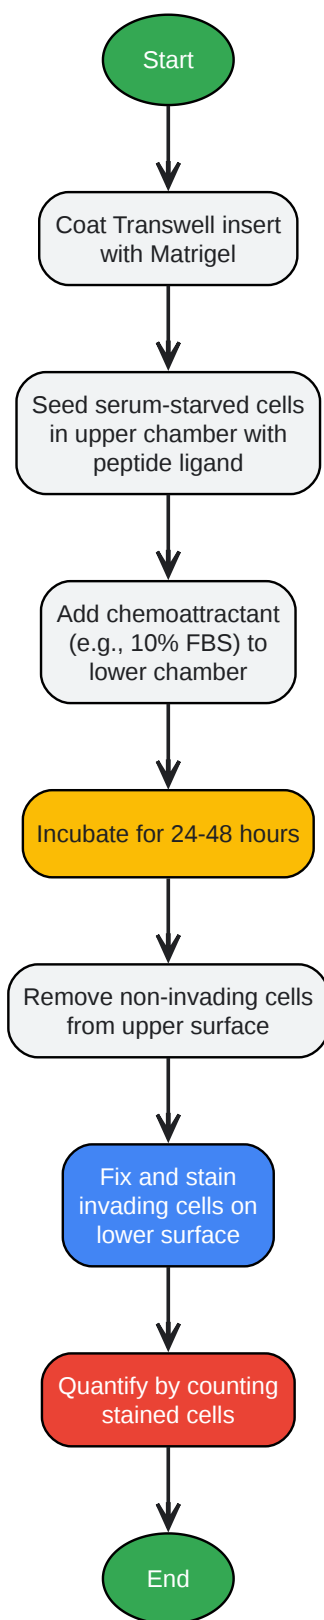 Start
Coat Transwell insert
with Matrigel
Seed serum-starved cells
in upper chamber with
peptide ligand
Add chemoattractant
(e.g., 10% FBS) to
lower chamber
Incubate for 24-48 hours
Remove non-invading cells
from upper surface
Fix and stain
invading cells on
lower surface
Quantify by counting
stained cells
End